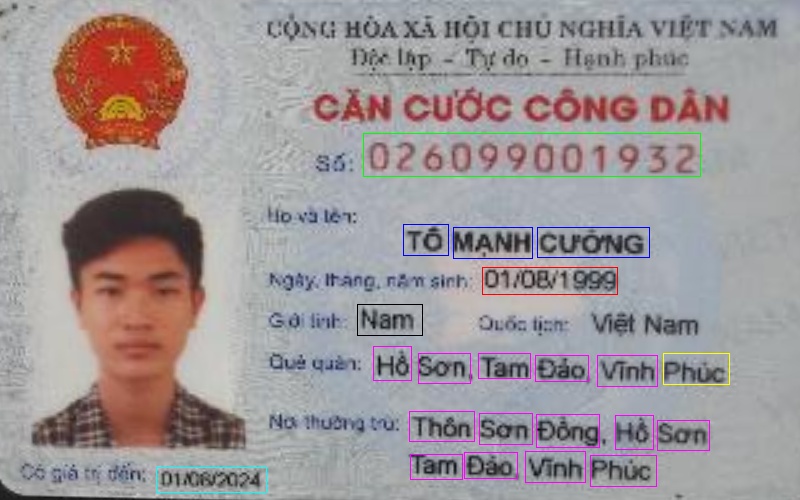 CỘNG HÒA XÃ HỘI CHỦ NGHĨA VIỆT NAM
Độc lập - Tự do - Hạnh phúc
CĂN CƯỚC CÔNG DÂN
Số: 026099001932
Họ và tên:
TÔ MẠNH CƯỜNG
Ngày, tháng, năm sinh: 01/08/1999
Giới tính: Nam Quốc tịch: Việt Nam
Quê quán: Hồ Sơn, Tam Đảo, Vĩnh Phúc
Nơi thường trú: Thôn Sơn Đồng, Hồ Sơn
Tam Đảo, Vĩnh Phúc
Có giá trị đến: 01/08/2024